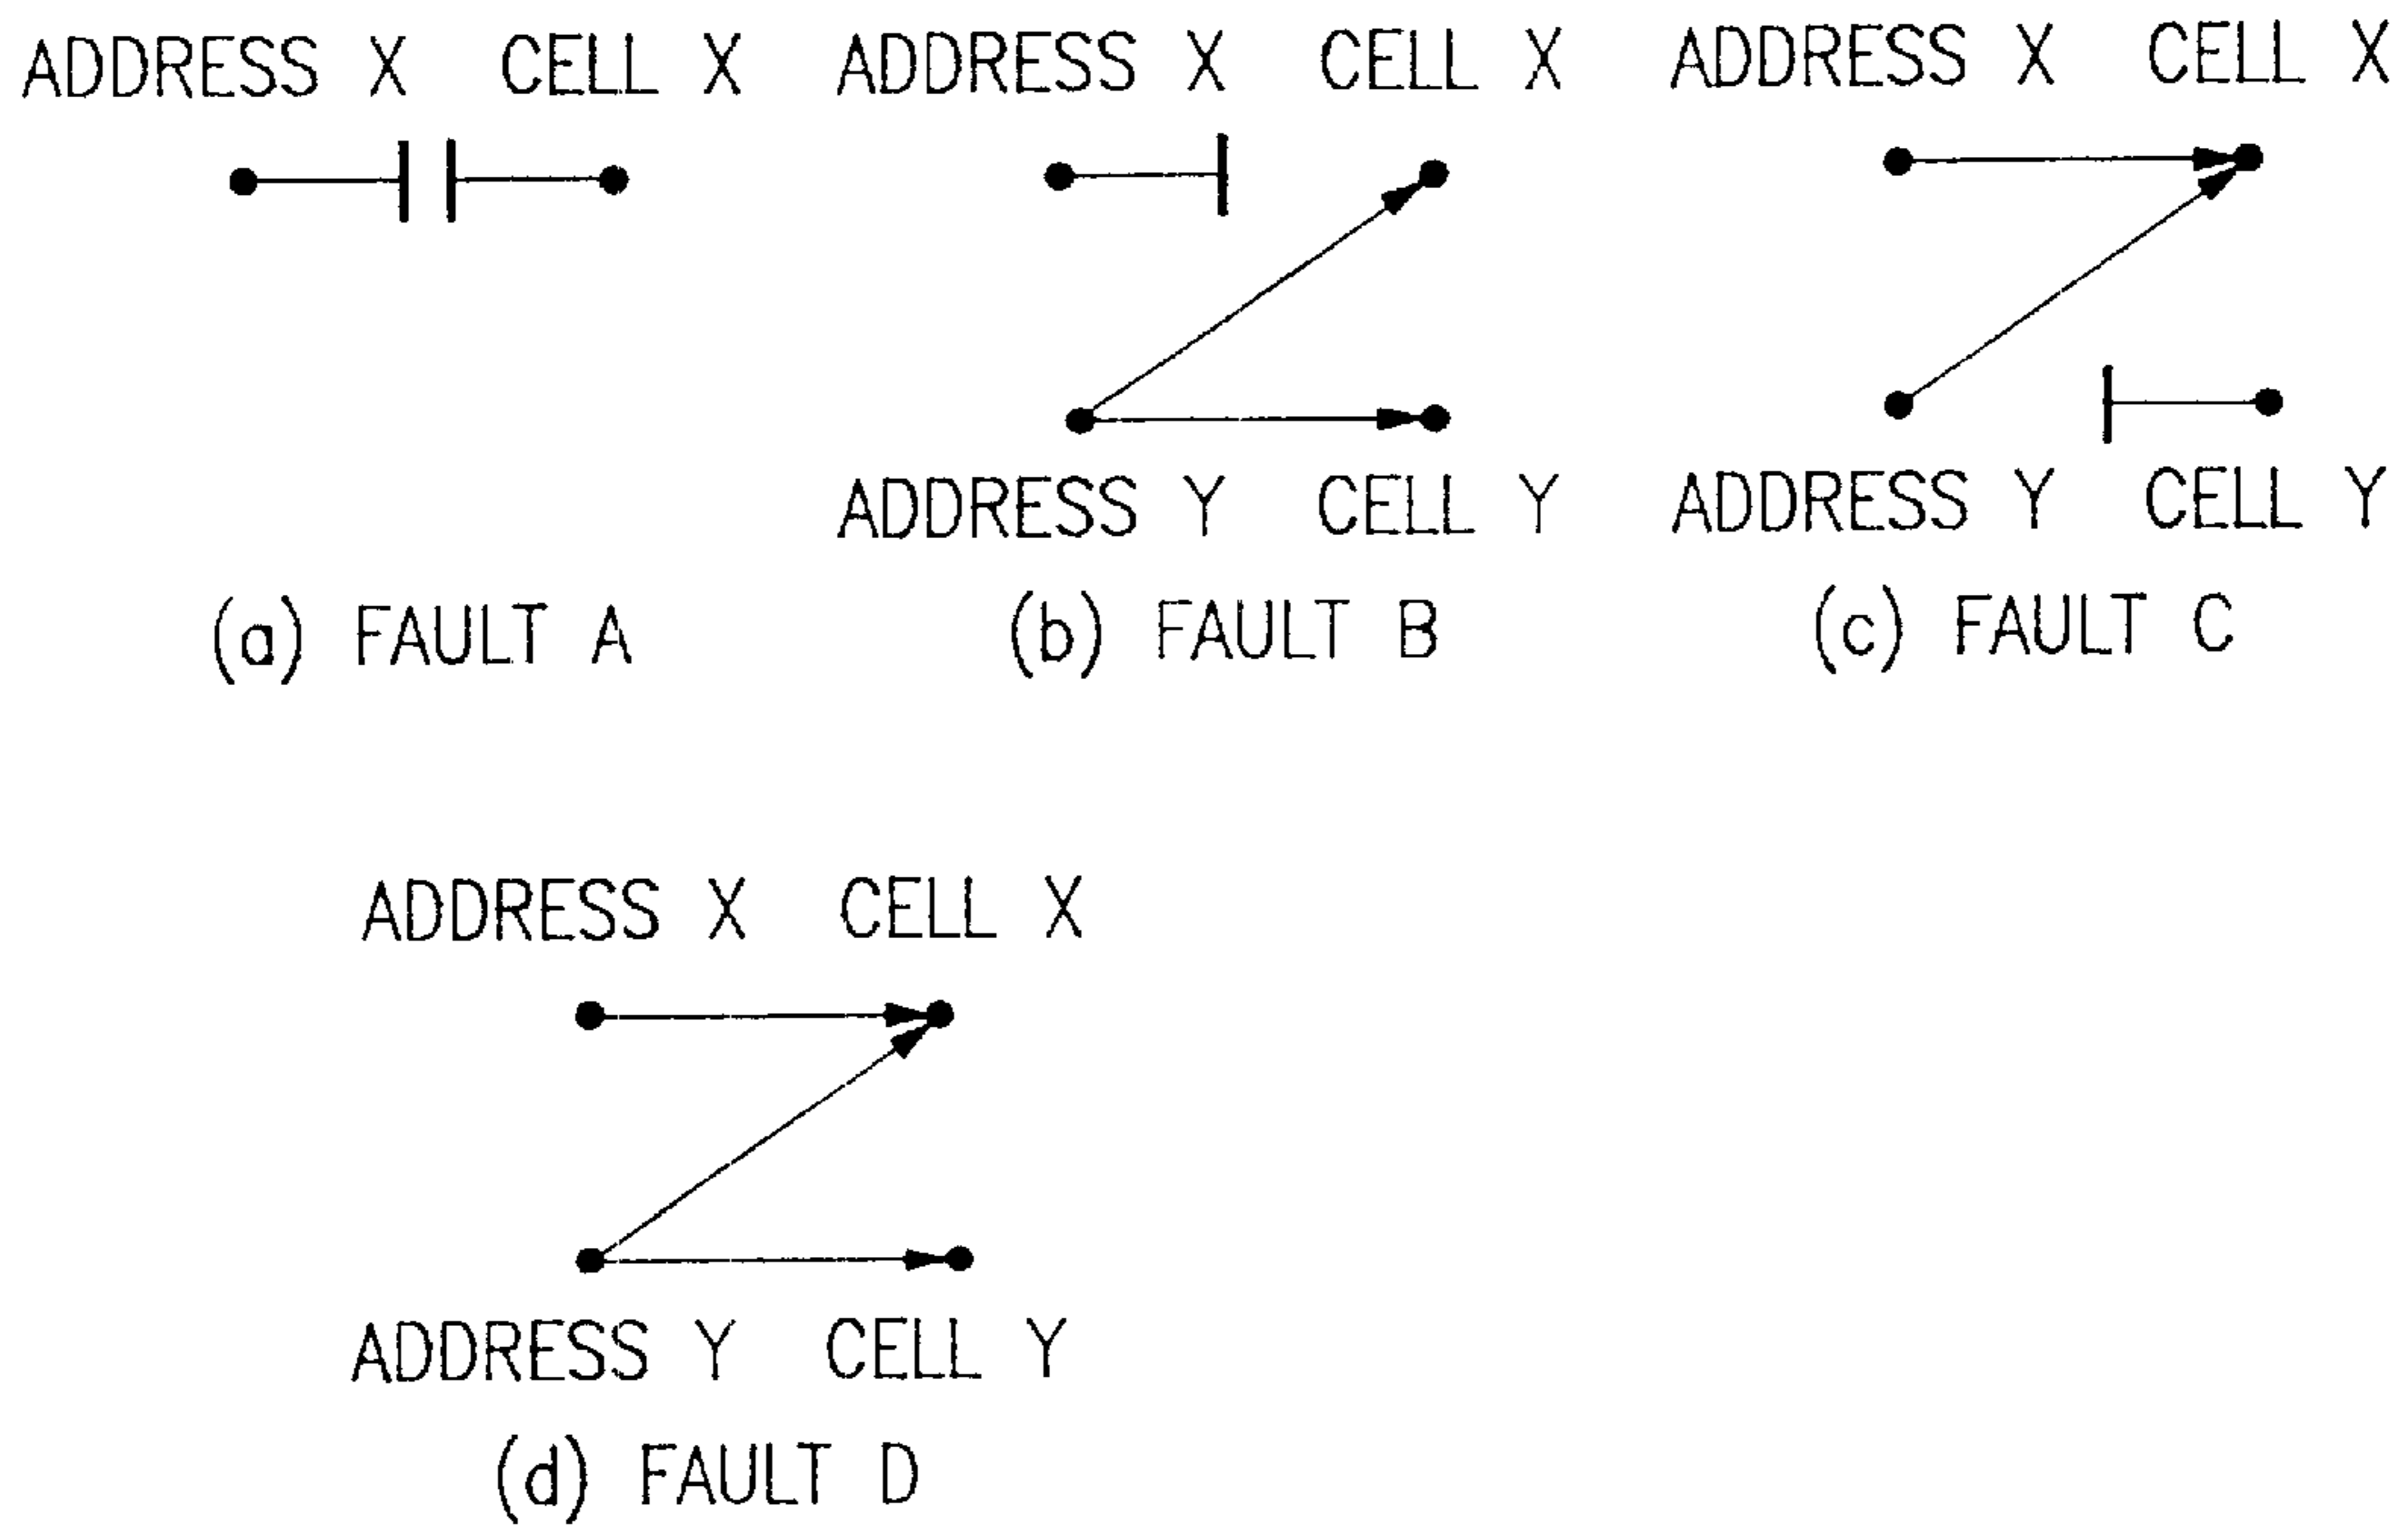 ADDRESS X CELL X ADDRESS X CELL X ADDRESS X CELL X
ADDRESS Y CELL Y ADDRESS Y CELL Y
(a) FAULT A (b) FAULT B (c) FAULT C
ADDRESS X CELL X
ADDRESS Y CELL Y
(d) FAULT D